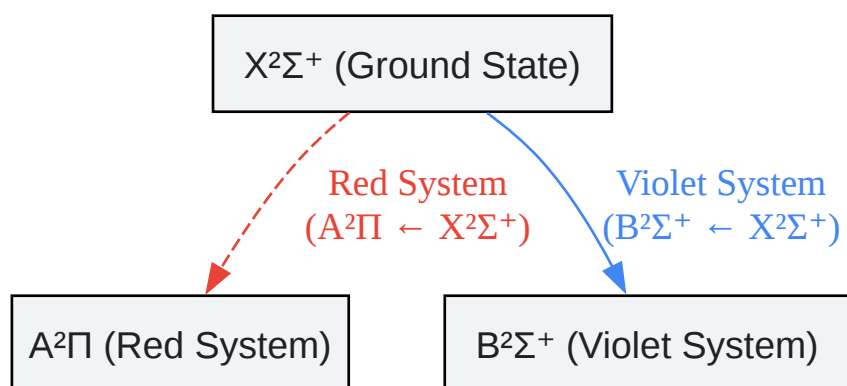 X²Σ⁺ (Ground State)
Red System
(A²Π ← X²Σ⁺)
Violet System
(B²Σ⁺ ← X²Σ⁺)
A²Π (Red System)
B²Σ⁺ (Violet System)